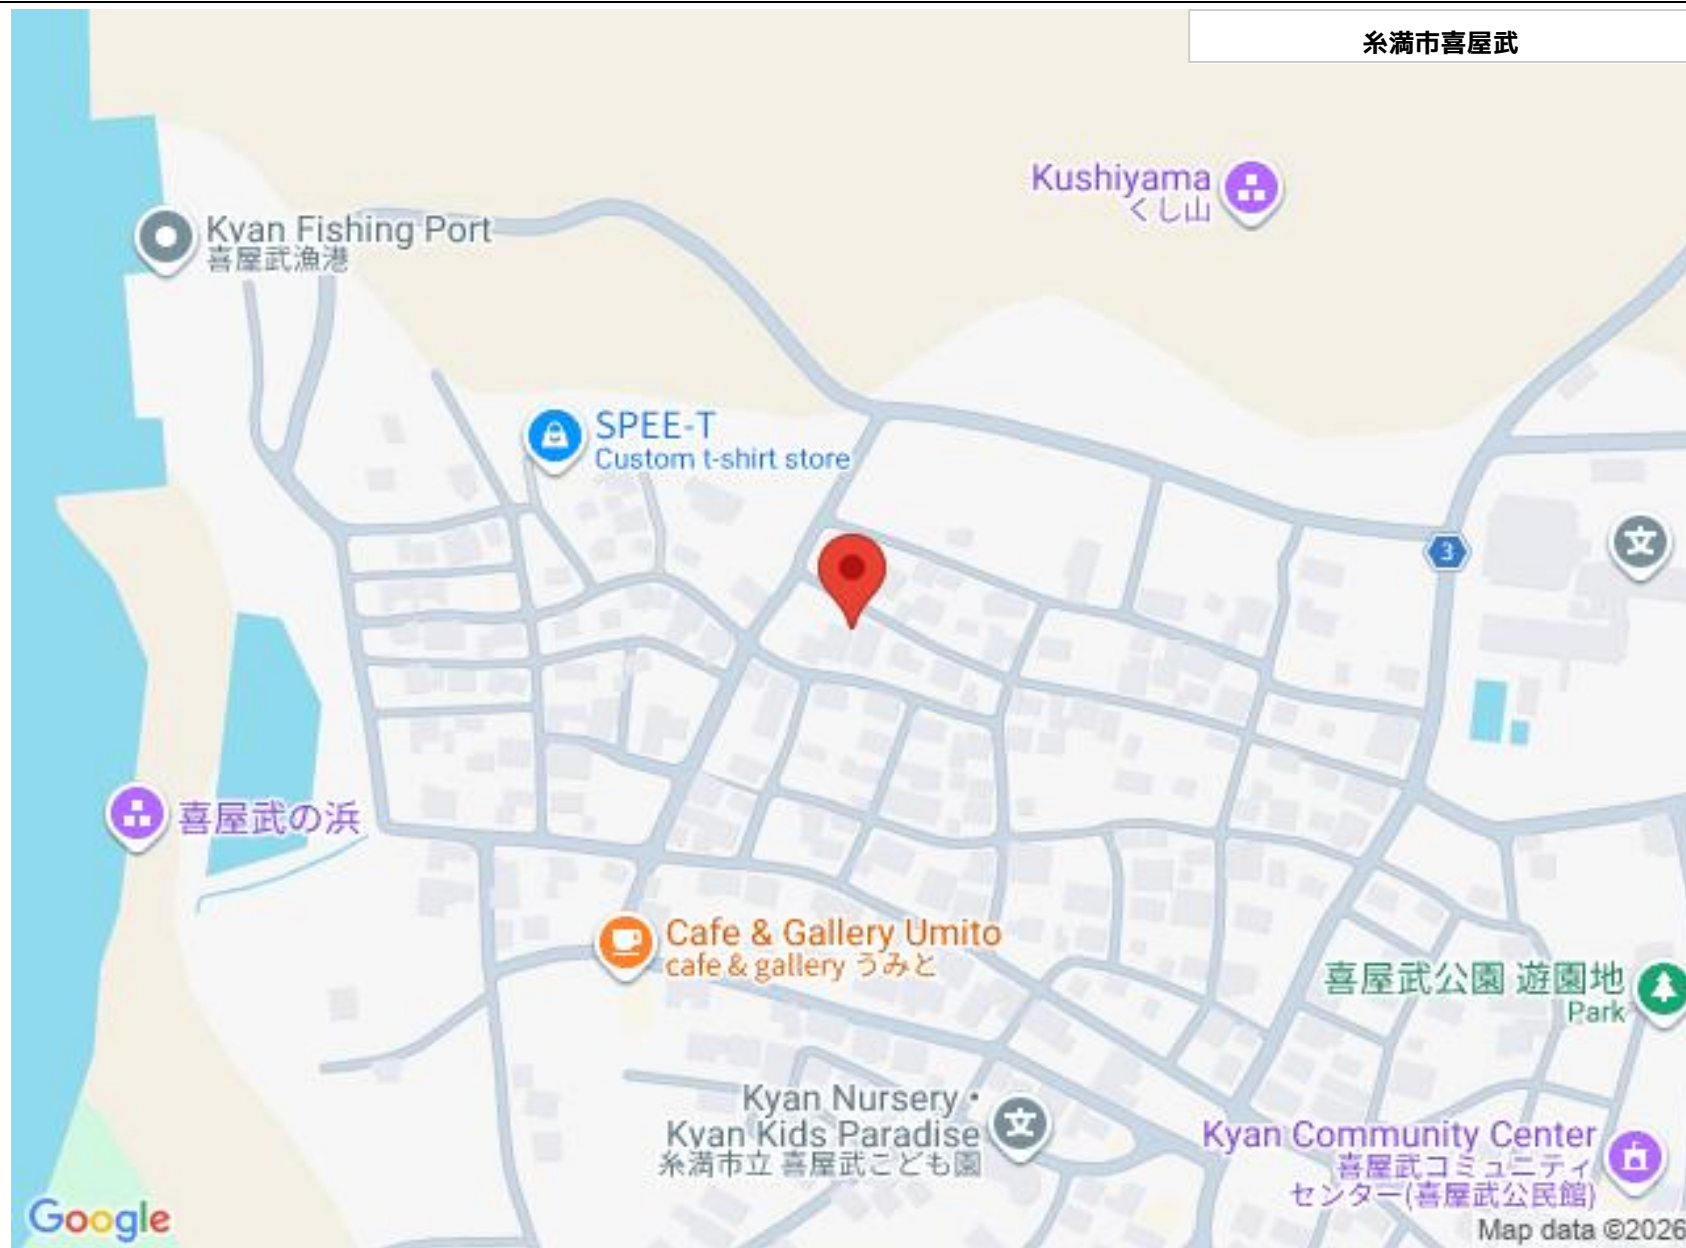 糸満市喜屋武
Kushiyama
くし山
Kyan Fishing Port
喜屋武漁港
SPEE-T
Custom t-shirt store
3
文
喜屋武の浜
Cafe & Gallery Umito
cafe & gallery うみと
喜屋武公園 遊園地
Park
Kyan Nursery •
Kyan Kids Paradise
糸満市立 喜屋武こども園
文
Kyan Community Center
喜屋武コミュニティ
センター(喜屋武公民館)
Google
Map data ©2026